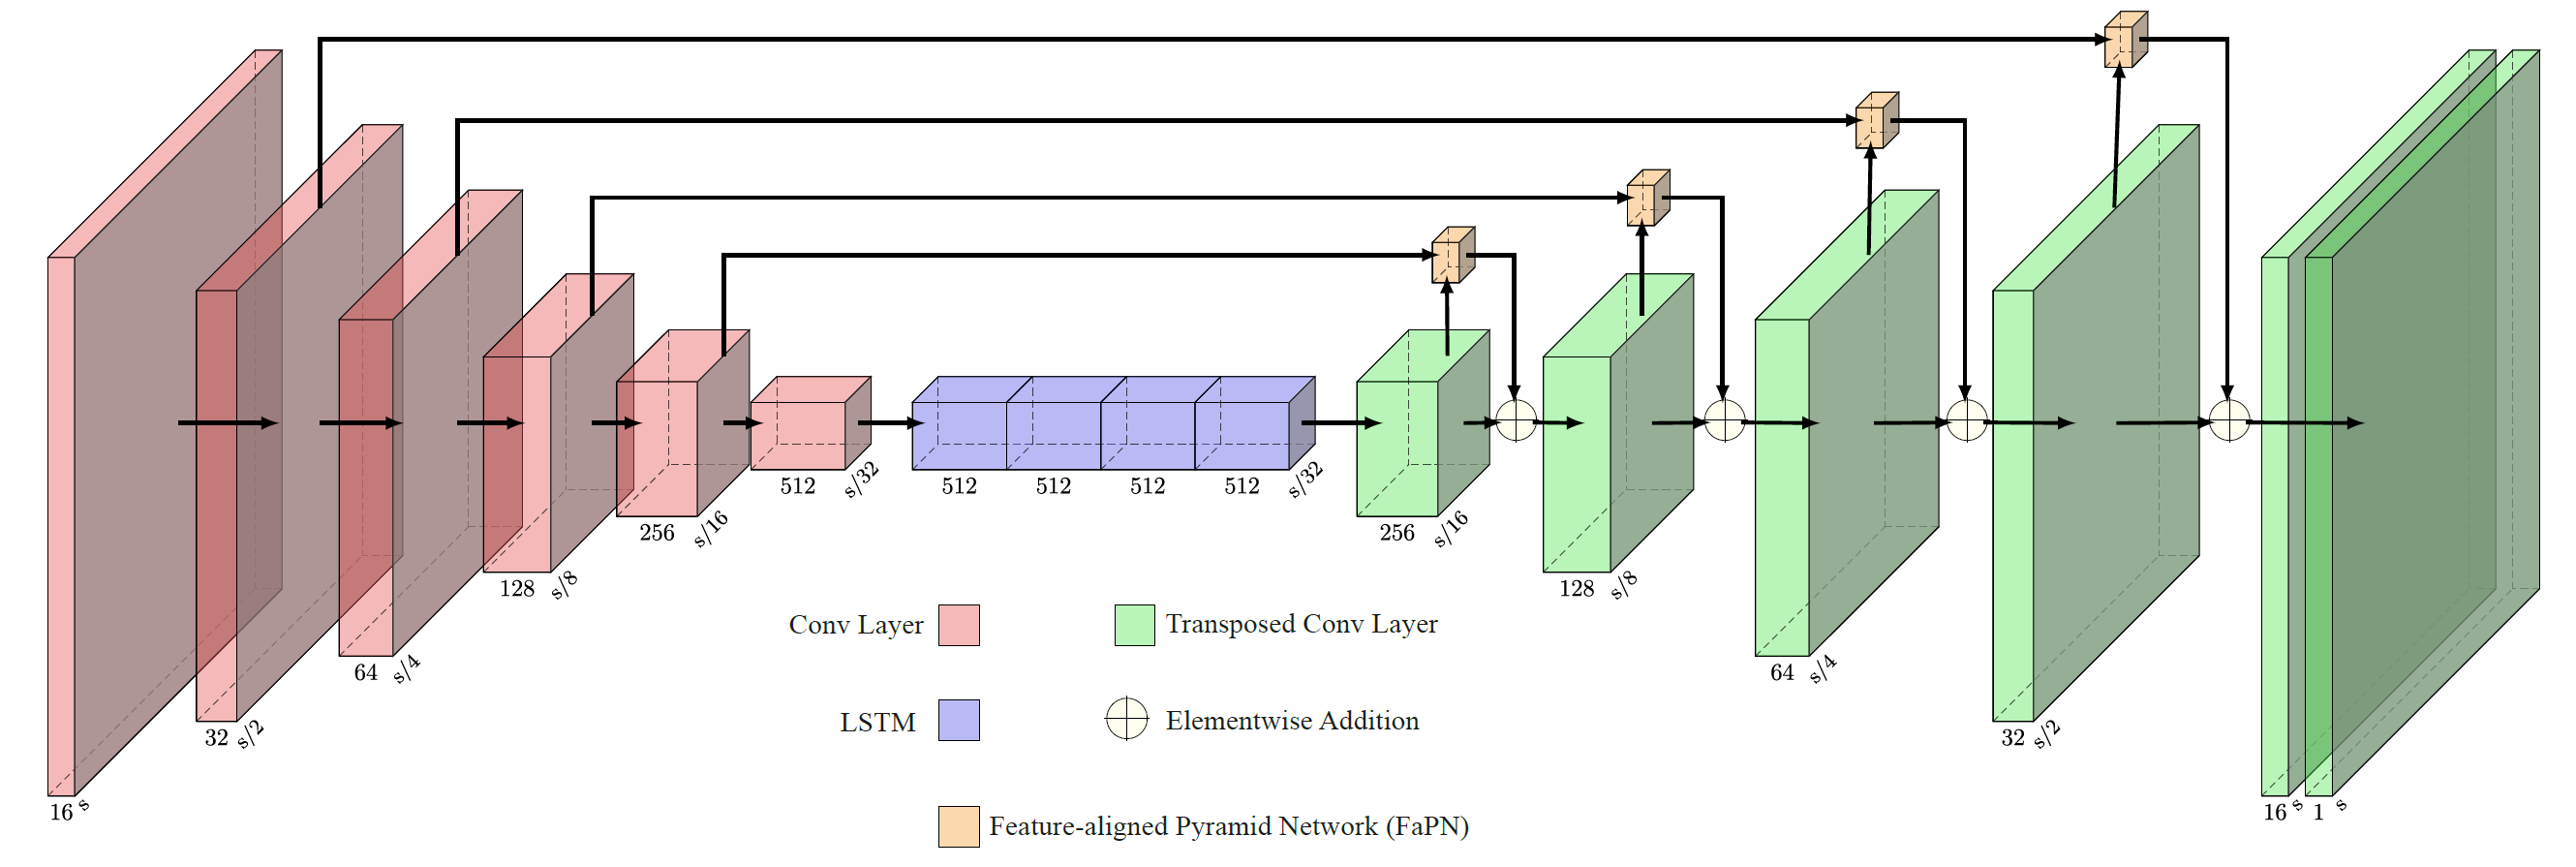 16 s
32 s/2
64 s/4
128 s/8
256 s/16
512 s/32
512 512 512 512 s/32
256 s/16
128 s/8
64 s/4
32 s/2
16 s 1 s
Conv Layer
Transposed Conv Layer
LSTM
Elementwise Addition
Feature-aligned Pyramid Network (FaPN)